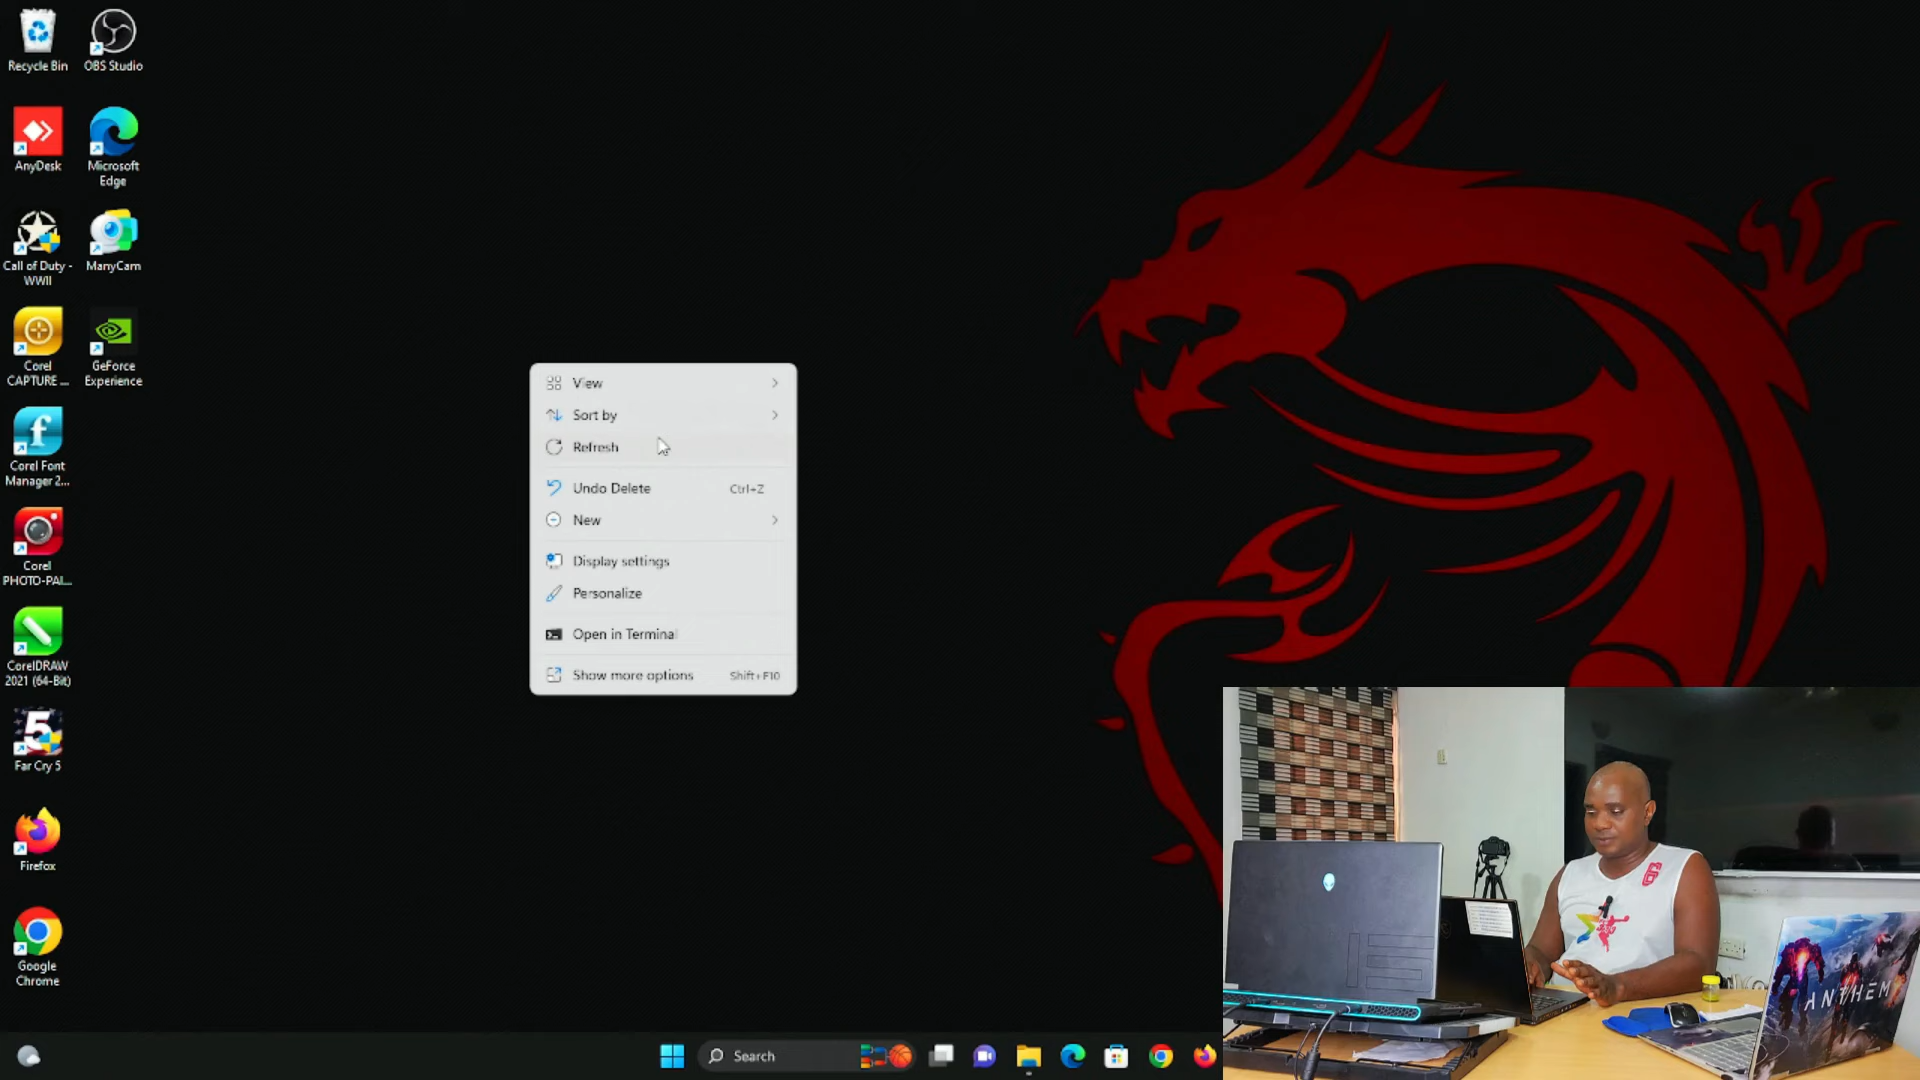 Recycle Bin
OBS Studio
AnyDesk
Microsoft
Edge
Call of Duty -
WWII
ManyCam
Corel
CAPTURE ...
GeForce
Experience
Corel Font
Manager 2...
Corel
PHOTO-PAI...
CorelDRAW
2021 (64-Bit)
5
Far Cry 5
Firefox
Google
Chrome
View
Sort by
Refresh
Undo Delete Ctrl+Z
New
Display settings
Personalize
Open in Terminal
Show more options Shift+F10
Search
ANTHEM